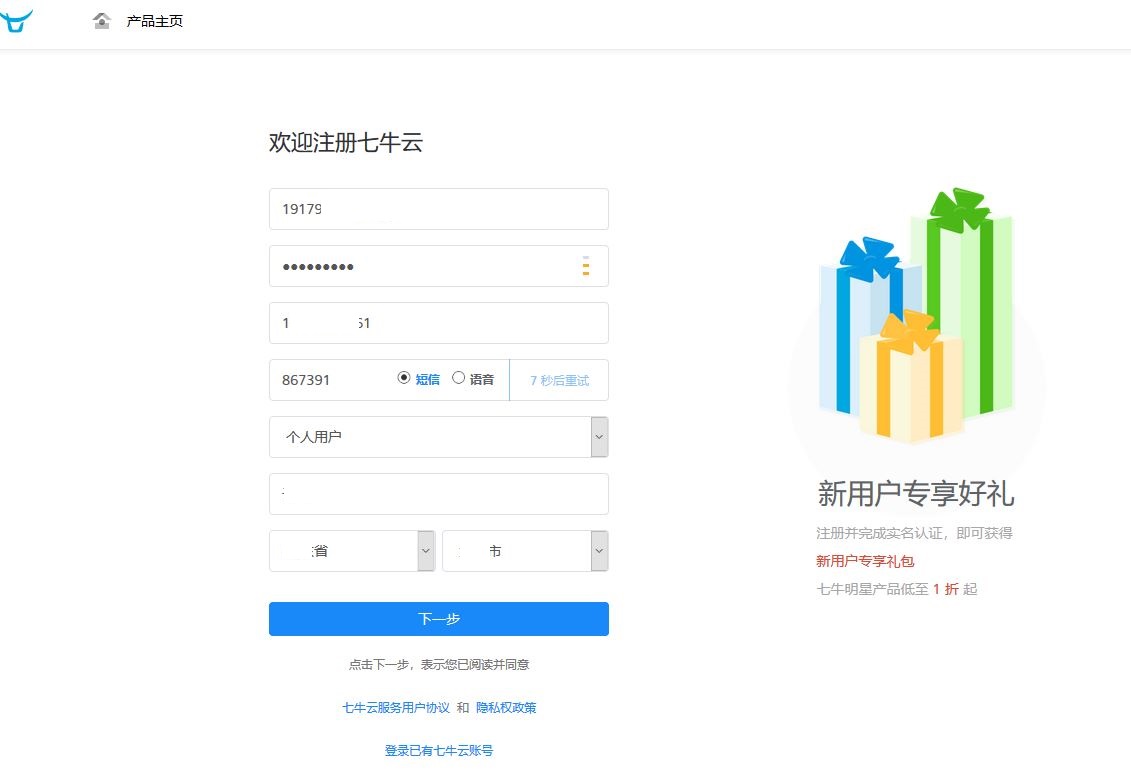 产品主页
欢迎注册七牛云
19179
●●●●●●●●●
1 61
867391 短信 语音 7 秒后重试
个人用户
省 市
下一步
点击下一步，表示您已阅读并同意
七牛云服务用户协议 和 隐私权政策
登录已有七牛云账号
新用户专享好礼
注册并完成实名认证，即可获得
新用户专享礼包
七牛明星产品低至 1 折 起